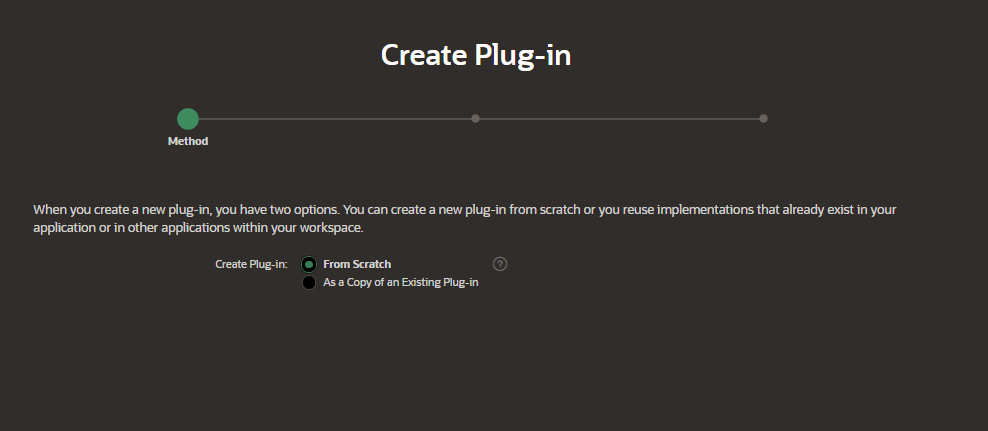 Create Plug-in
Method
When you create a new plug-in, you have two options. You can create a new plug-in from scratch or you reuse implementations that already exist in your
application or in other applications within your workspace.
Create Plug-in: From Scratch ?
As a Copy of an Existing Plug-in